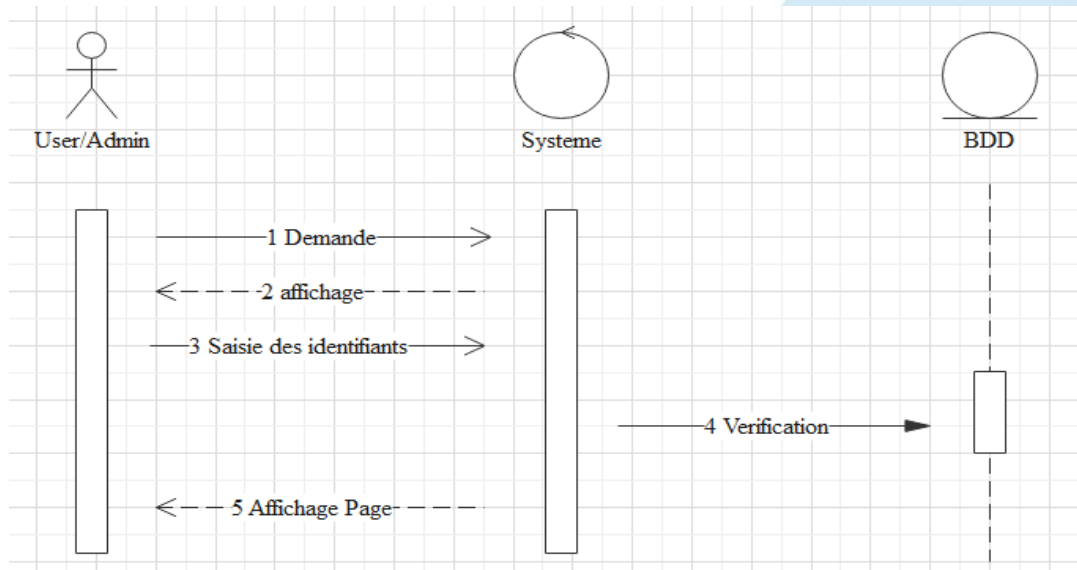 User/Admin
Systeme
BDD
1 Demande
2 affichage
3 Saisie des identifiants
4 Verification
5 Affichage Page